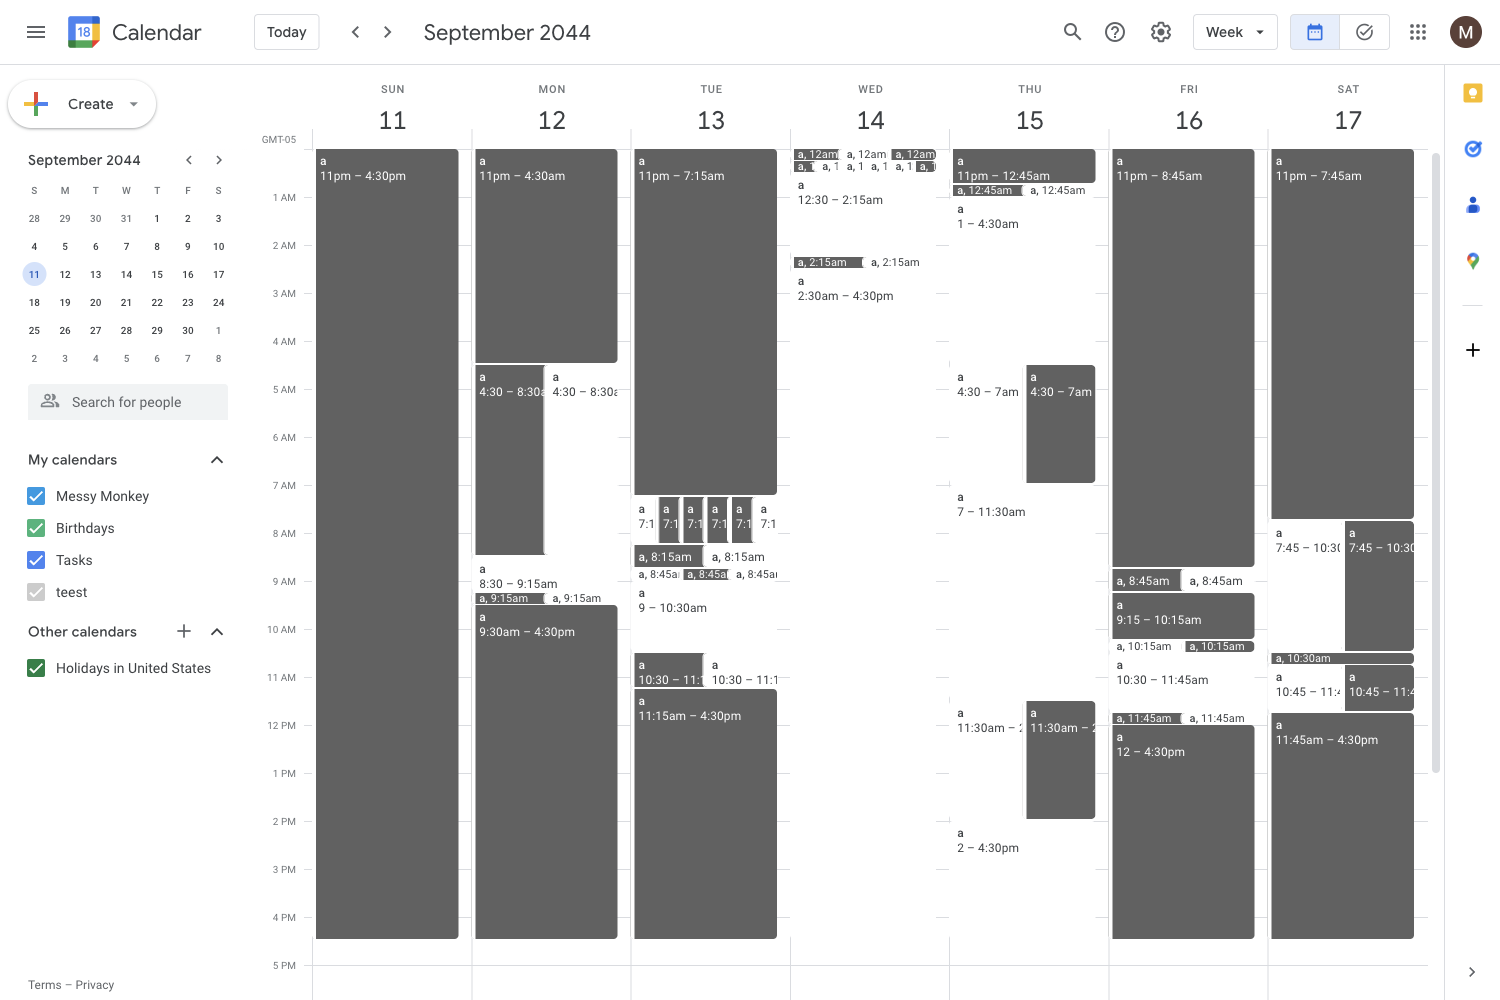 18 Calendar Today September 2044 Week M
Create
GMT-05
SUN MON TUE WED THU FRI SAT
11 12 13 14 15 16 17
September 2044
S M T W T F S
28 29 30 31 1 2 3
4 5 6 7 8 9 10
11 12 13 14 15 16 17
18 19 20 21 22 23 24
25 26 27 28 29 30 1
2 3 4 5 6 7 8
Search for people
My calendars
Messy Monkey
Birthdays
Tasks
teest
Other calendars
Holidays in United States
Terms – Privacy
1 AM
2 AM
3 AM
4 AM
5 AM
6 AM
7 AM
8 AM
9 AM
10 AM
11 AM
12 PM
1 PM
2 PM
3 PM
4 PM
5 PM
a
11pm – 4:30pm
a
11pm – 4:30am
a
4:30 – 8:30a
a
4:30 – 8:30a
a
8:30 – 9:15am
a, 9:15am
a, 9:15am
a
9:30am – 4:30pm
a
11pm – 7:15am
a
7:1
a
7:1
a
7:1
a
7:1
a
7:1
a
7:1
a, 8:15am
a, 8:15am
a, 8:45a
a, 8:45a
a, 8:45a
a
9 – 10:30am
a
10:30 – 11:1
a
10:30 – 11:1
a
11:15am – 4:30pm
a, 12am
a, 12am
a, 12am
a, 1
a, 1
a, 1
a, 1
a, 1
a, 1
a
12:30 – 2:15am
a, 2:15am
a, 2:15am
a
2:30am – 4:30pm
a
11pm – 12:45am
a, 12:45am
a, 12:45am
a
1 – 4:30am
a
4:30 – 7am
a
4:30 – 7am
a
7 – 11:30am
a
11:30am – 2
a
11:30am – 2
a
2 – 4:30pm
a
11pm – 8:45am
a, 8:45am
a, 8:45am
a
9:15 – 10:15am
a, 10:15am
a, 10:15am
a
10:30 – 11:45am
a, 11:45am
a, 11:45am
a
12 – 4:30pm
a
11pm – 7:45am
a
7:45 – 10:30
a
7:45 – 10:30
a, 10:30am
a
10:45 – 11:4
a
10:45 – 11:4
a
11:45am – 4:30pm